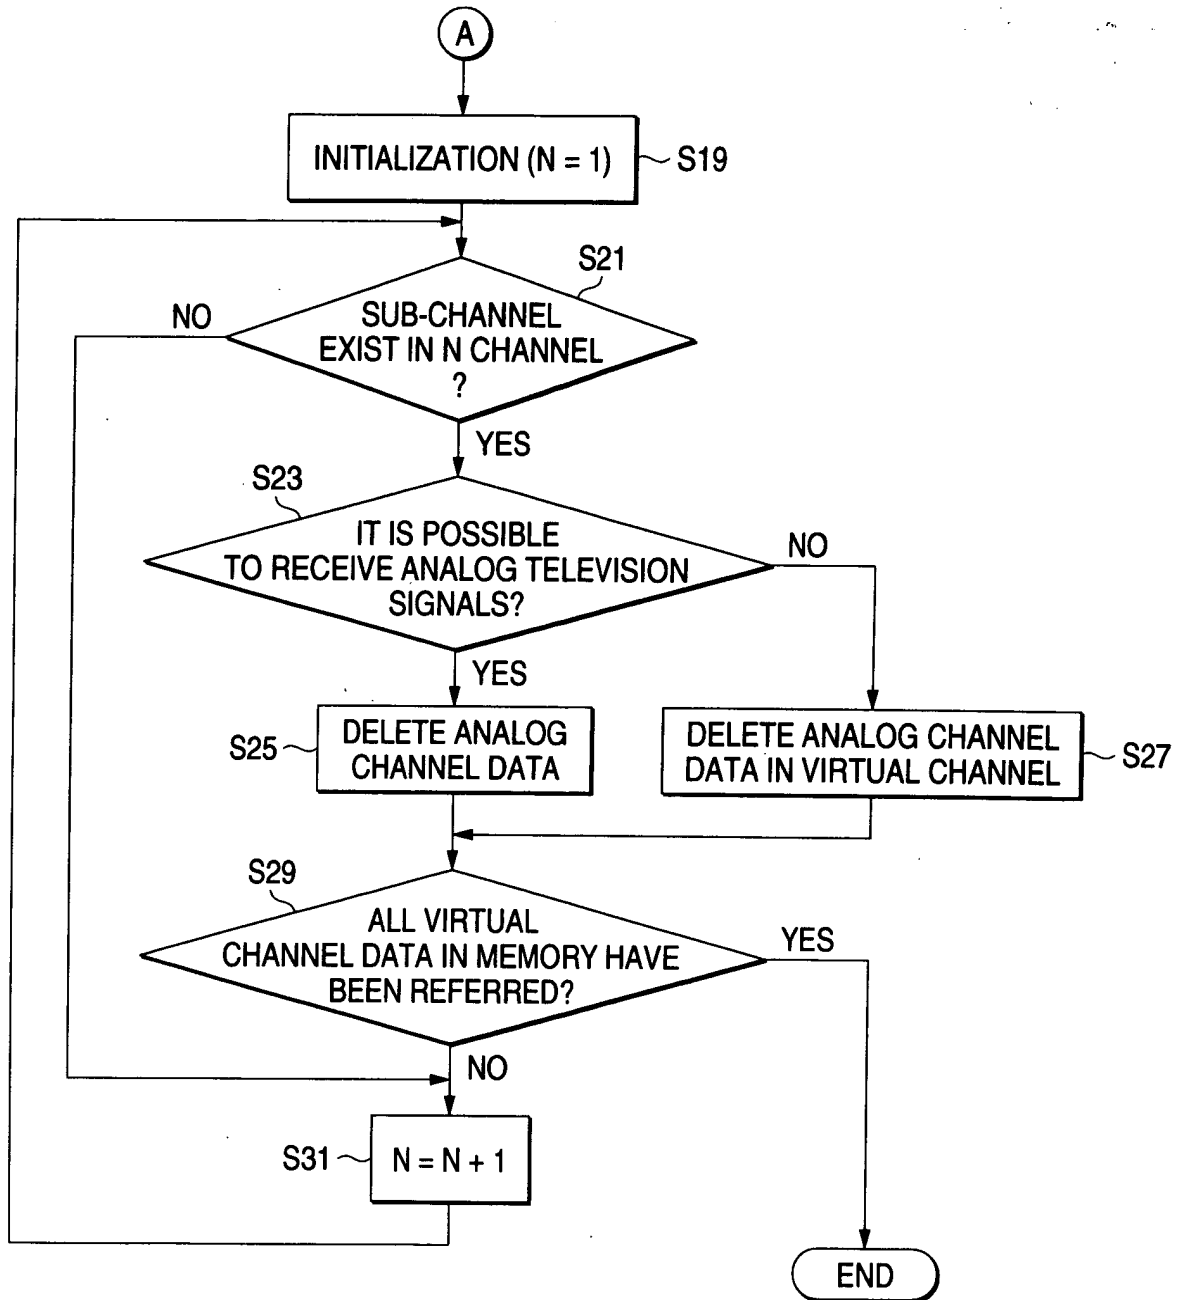 A
INITIALIZATION (N = 1)
S19
S21
NO
SUB-CHANNEL
EXIST IN N CHANNEL
?
YES
S23
IT IS POSSIBLE
TO RECEIVE ANALOG TELEVISION
SIGNALS?
NO
YES
S25
DELETE ANALOG
CHANNEL DATA
DELETE ANALOG CHANNEL
DATA IN VIRTUAL CHANNEL
S27
S29
ALL VIRTUAL
CHANNEL DATA IN MEMORY HAVE
BEEN REFERRED?
YES
NO
S31
N = N + 1
END